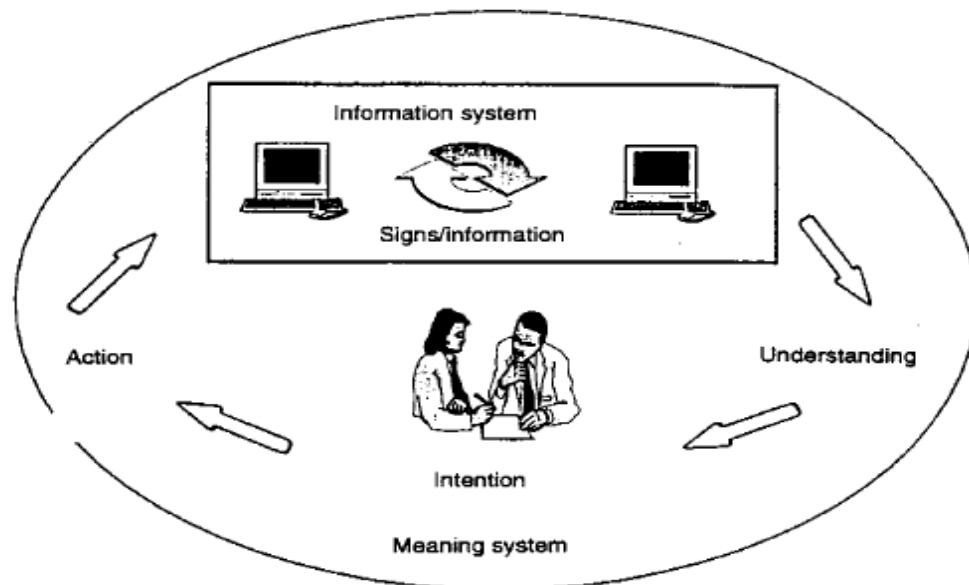 Information system
Signs/information
Action
Understanding
Intention
Meaning system